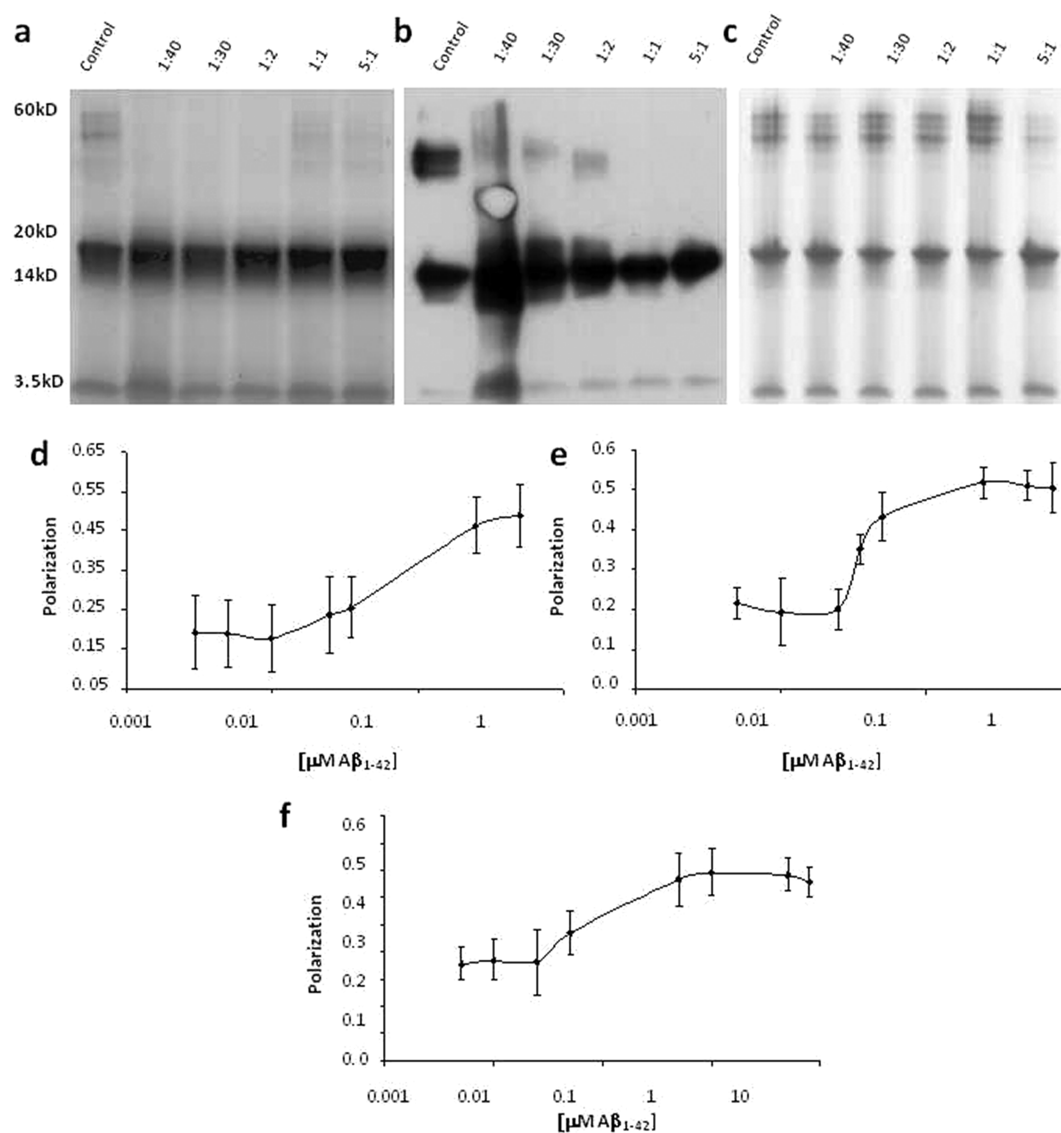 a
Control
1:40
1:30
1:2
1:1
5:1
b
Control
1:40
1:30
1:2
1:1
5:1
c
Control
1:40
1:30
1:2
1:1
5:1
60kD
20kD
14kD
3.5kD
d
0.65
0.55
0.45
0.35
0.25
0.15
0.05
Polarization
0.001 0.01 0.1 1
[μM Aβ1-42]
e
0.6
0.5
0.4
0.3
0.2
0.1
0.0
Polarization
0.001 0.01 0.1 1
[μM Aβ1-42]
f
0.6
0.5
0.4
0.3
0.2
0.1
0.0
Polarization
0.001 0.01 0.1 1 10
[μM Aβ1-42]